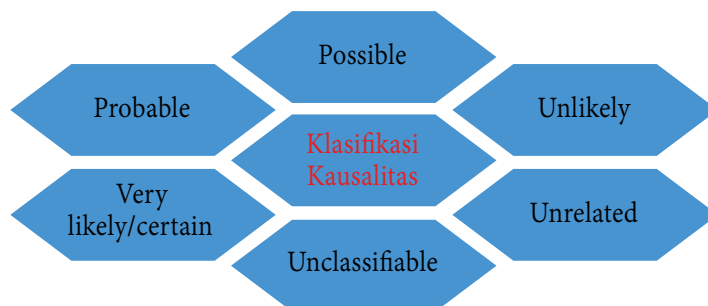 Possible
Probable
Unlikely
Klasifikasi
Kausalitas
Very
likely/certain
Unrelated
Unclassifiable